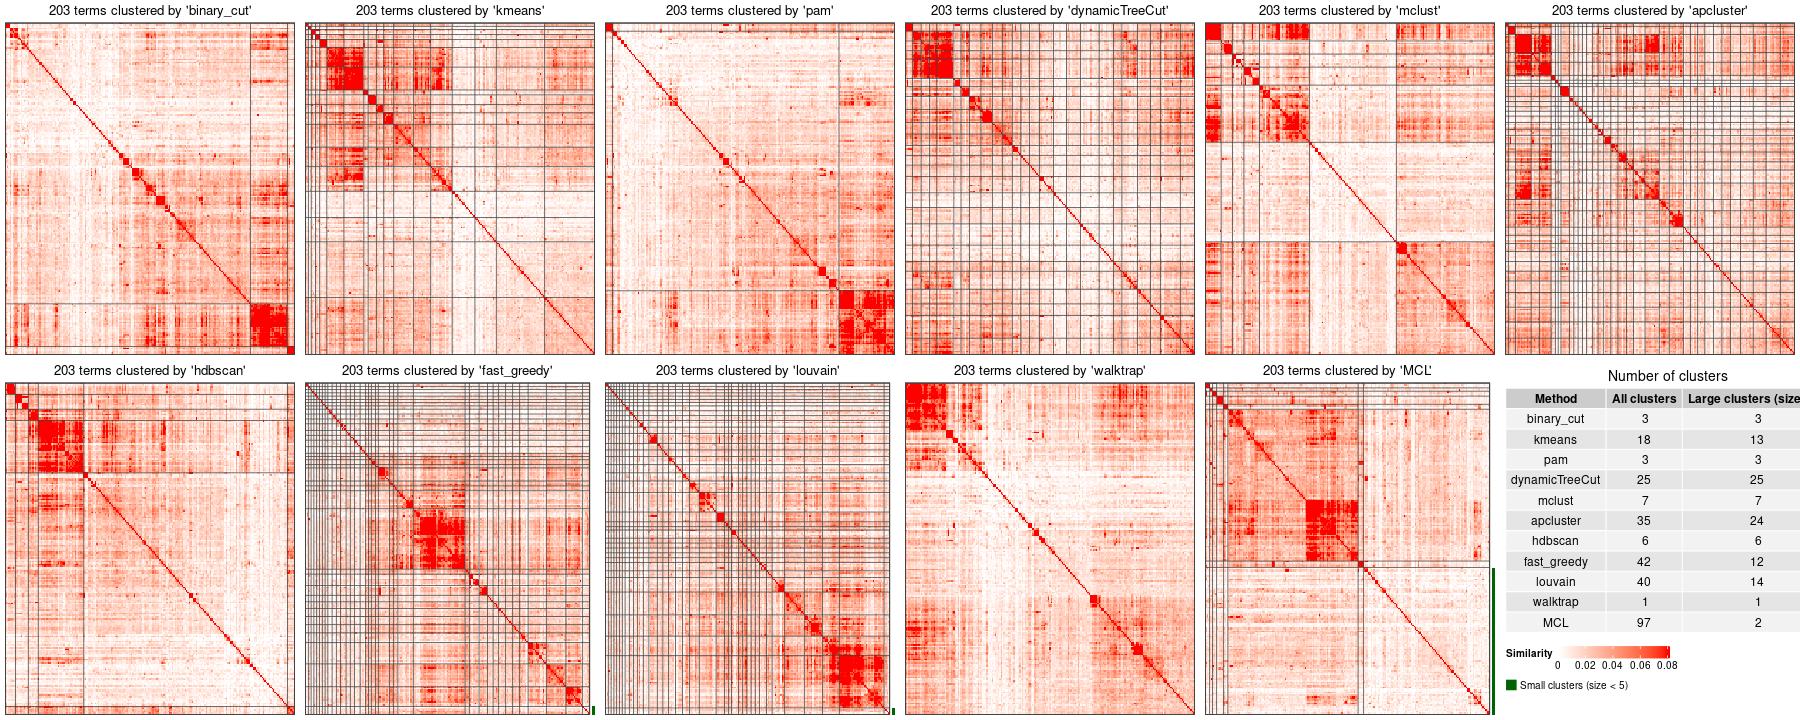 203 terms clustered by 'binary_cut'
203 terms clustered by 'kmeans'
203 terms clustered by 'pam'
203 terms clustered by 'dynamicTreeCut'
203 terms clustered by 'mclust'
203 terms clustered by 'apcluster'
203 terms clustered by 'hdbscan'
203 terms clustered by 'fast_greedy'
203 terms clustered by 'louvain'
203 terms clustered by 'walktrap'
203 terms clustered by 'MCL'
Number of clusters
Method All clusters Large clusters (size
binary_cut 3 3
kmeans 18 13
pam 3 3
dynamicTreeCut 25 25
mclust 7 7
apcluster 35 24
hdbscan 6 6
fast_greedy 42 12
louvain 40 14
walktrap 1 1
MCL 97 2
Similarity
0 0.02 0.04 0.06 0.08
Small clusters (size < 5)